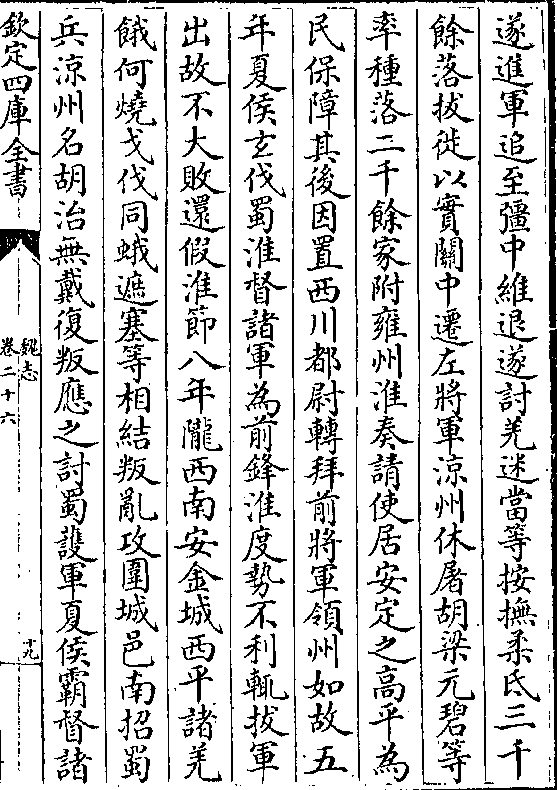 遂進軍追至彊中維退遂討羌迷當等按撫柔氐三千
餘落拔徙以實關中遷左將軍涼州休屠胡梁元碧等
率種落二千餘家附雍州淮奏請使居安定之高平為
民保障其後因置西川都尉轉拜前將軍領州如故五
年夏侯玄伐蜀淮督諸軍為前鋒淮度勢不利輒拔軍
出故不大敗還假淮節八年隴西南安金城西平諸羌
餓何燒戈伐同蛾遮塞等相結叛亂攻圍城邑南招蜀
兵涼州名胡治無戴復叛應之討蜀護軍夏侯霸督諸
欽定四庫全書
魏志
卷二十六
十九